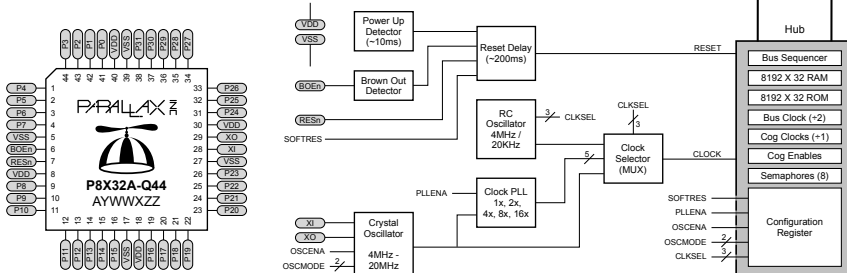 P3
P2
P1
P0
VDD
VSS
P31
P30
P29
P28
P27
44
43
42
41
40
39
38
37
36
35
34
P4
1
P5
2
P6
3
P7
4
VSS
5
BOEn
6
RESn
7
VDD
8
P8
9
P9
10
P10
11
PARALLAX INC
P8X32A-Q44
AYWWXZZ
33
P26
32
P25
31
P24
30
VDD
29
XO
28
XI
27
VSS
26
P23
25
P22
24
P21
23
P20
12
13
14
15
16
17
18
19
20
21
22
P11
P12
P13
P14
P15
VSS
VDD
P16
P17
P18
P19
VDD
VSS
Power Up
Detector
(~10ms)
BOEn
Brown Out
Detector
RESn
SOFTRES
Reset Delay
(~200ms)
RESET
RC
Oscillator
4MHz /
20KHz
3
CLKSEL
CLKSEL
3
Clock
Selector
(MUX)
CLOCK
5
PLLENA
Clock PLL
1x, 2x,
4x, 8x, 16x
XI
XO
OSCENA
OSCMODE
2
Crystal
Oscillator
4MHz -
20MHz
Hub
Bus Sequencer
8192 X 32 RAM
8192 X 32 ROM
Bus Clock (÷2)
Cog Clocks (÷1)
Cog Enables
Semaphores (8)
SOFTRES
PLLENA
OSCENA
OSCMODE
2
CLKSEL
3
Configuration
Register